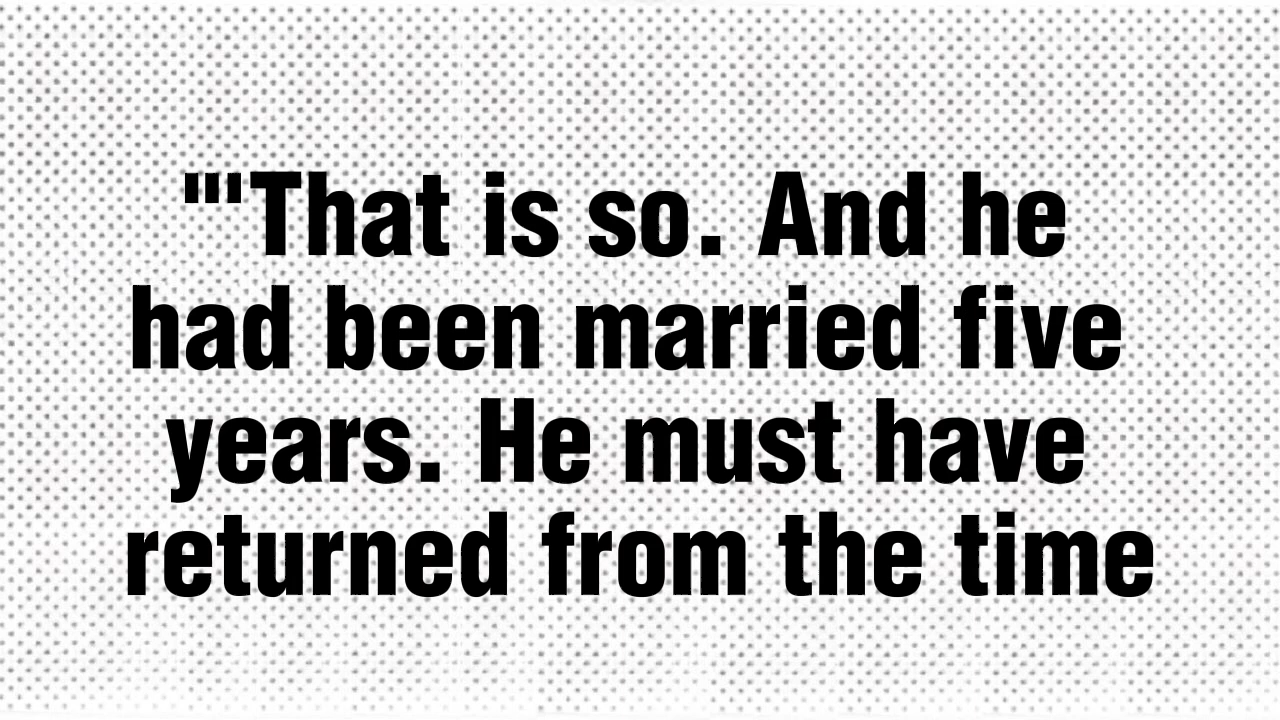 "'That is so. And he
had been married five
years. He must have
returned from the time